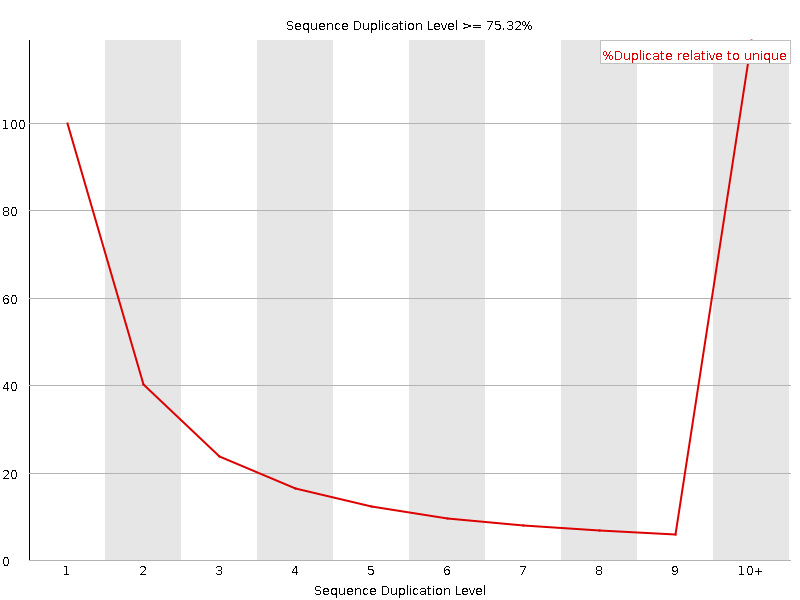 Sequence Duplication Level >= 75.32%
%Duplicate relative to unique
100
80
60
40
20
0
1 2 3 4 5 6 7 8 9 10+
Sequence Duplication Level